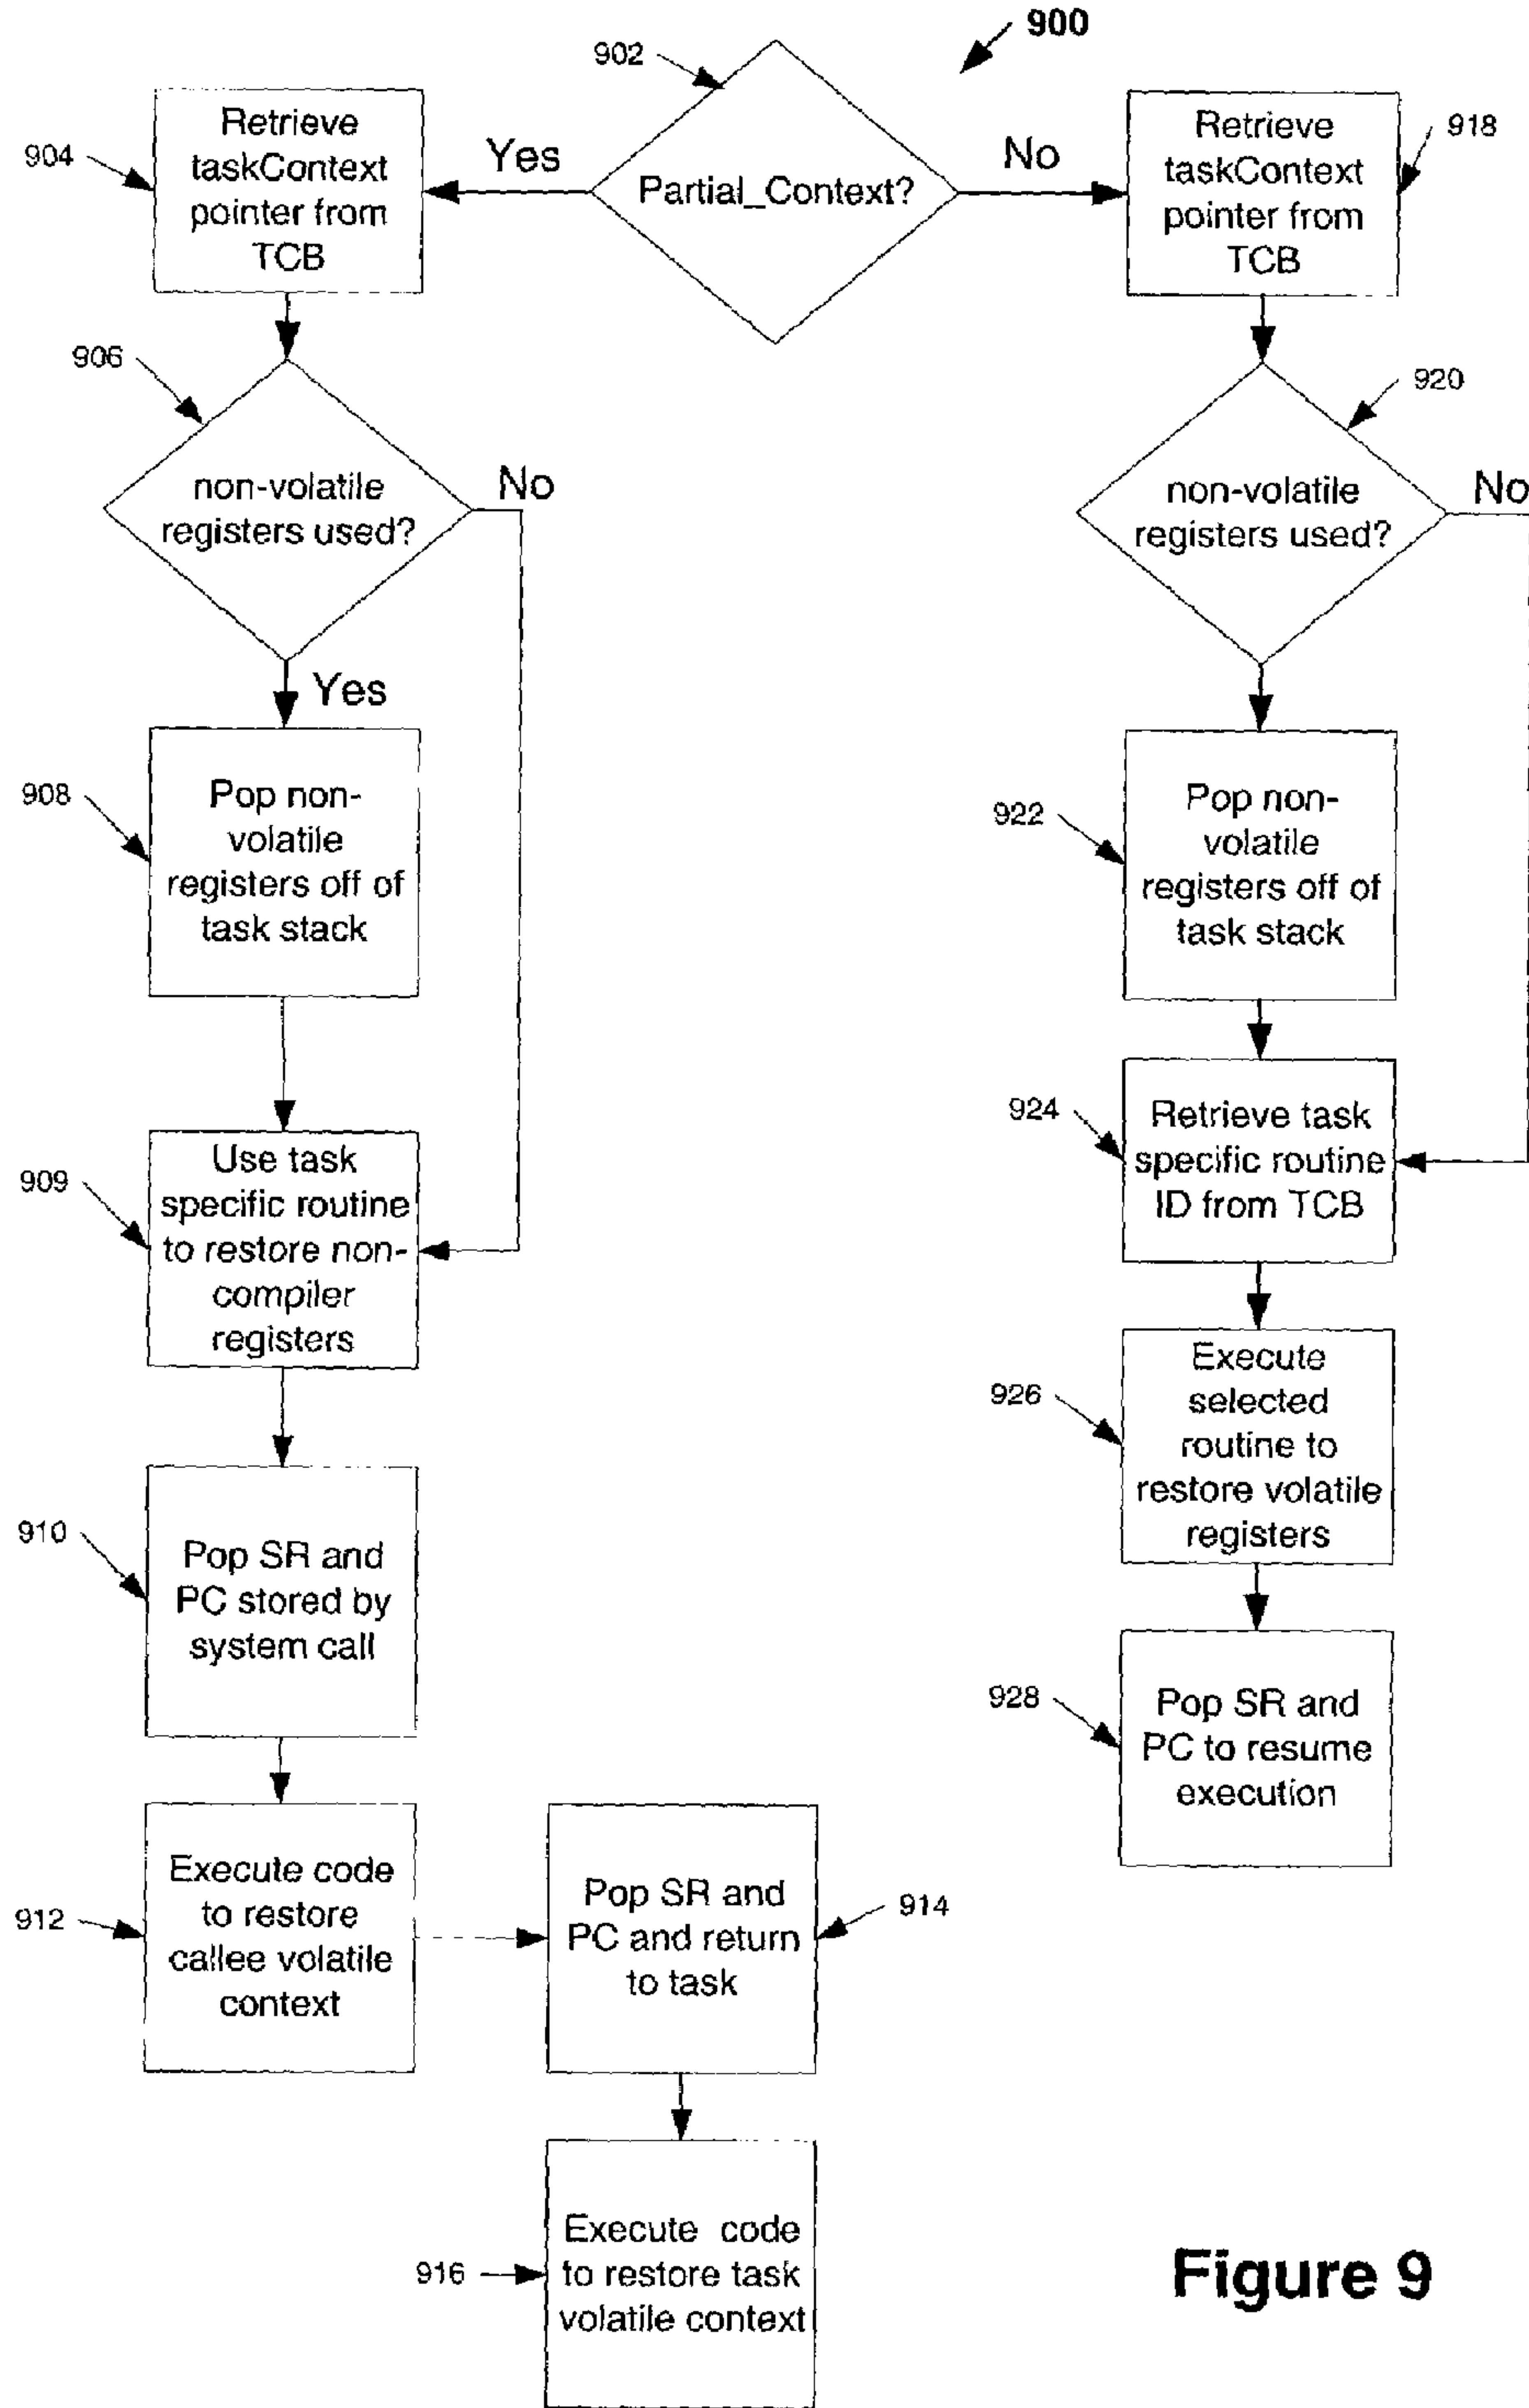 900
902
Partial_Context?
Yes
No
904
Retrieve
taskContext
pointer from
TCB
906
non-volatile
registers used?
No
Yes
908
Pop non-
volatile
registers off of
task stack
909
Use task
specific routine
to restore non-
compiler
registers
910
Pop SR and
PC stored by
system call
912
Execute code
to restore
callee volatile
context
914
Pop SR and
PC and return
to task
916
Execute code
to restore task
volatile context
918
Retrieve
taskContext
pointer from
TCB
920
non-volatile
registers used?
No
922
Pop non-
volatile
registers off of
task stack
924
Retrieve task
specific routine
ID from TCB
926
Execute
selected
routine to
restore volatile
registers
928
Pop SR and
PC to resume
execution
Figure 9